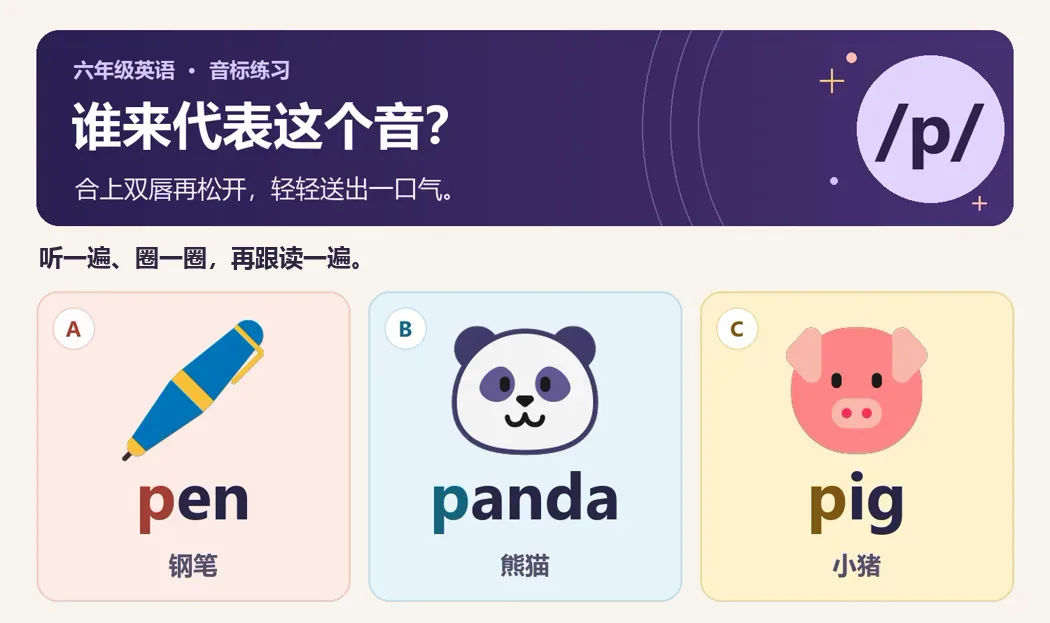 六年级英语 · 音标练习
谁来代表这个音?
合上双唇再松开，轻轻送出一口气。
/p/
听一遍、圈一圈，再跟读一遍。
A
pen
钢笔
B
panda
熊猫
C
pig
小猪